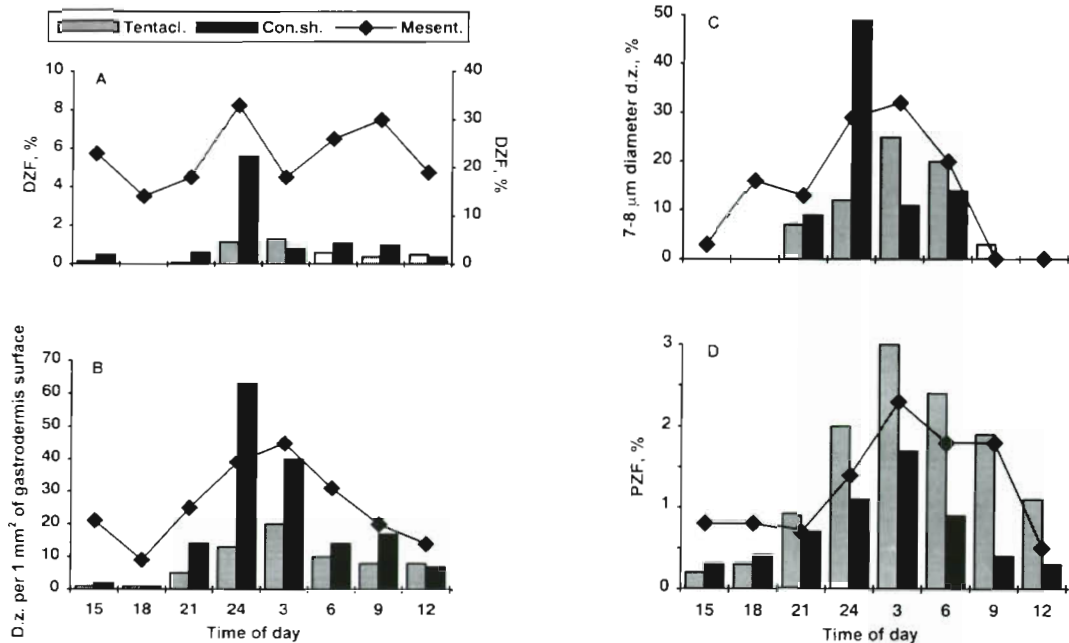 Tentacl. Con.sh. Mesent.
A
10
8
6
4
2
0
DZF, %
40
30
20
10
0
DZF, %
B
70
60
50
40
30
20
10
0
D.z. per 1 mm² of gastrodermis surface
15 18 21 24 3 6 9 12
Time of day
C
50
40
30
20
10
0
7-8 µm diameter d.z., %
D
3
2
1
0
PZF, %
15 18 21 24 3 6 9 12
Time of day